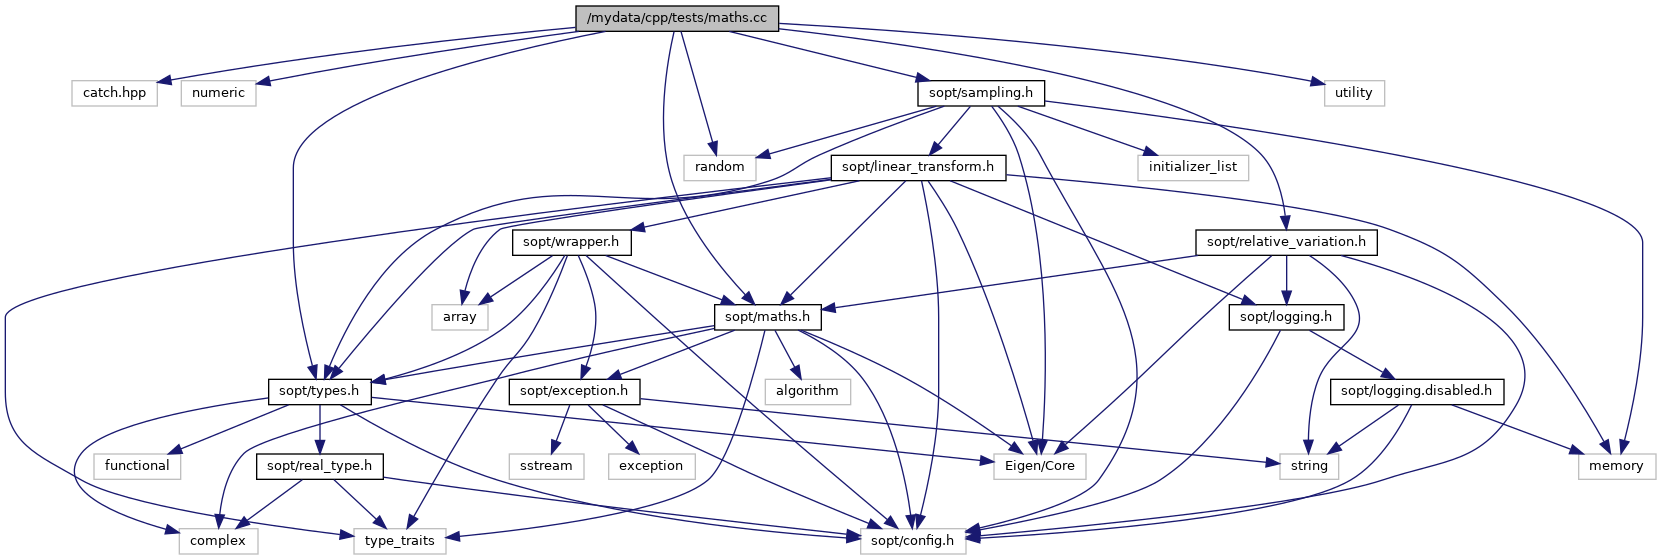 /mydata/cpp/tests/maths.cc
catch.hpp
numeric
sopt/sampling.h
utility
random
sopt/linear_transform.h
initializer_list
sopt/wrapper.h
sopt/relative_variation.h
array
sopt/maths.h
sopt/logging.h
sopt/types.h
sopt/exception.h
algorithm
sopt/logging.disabled.h
functional
sopt/real_type.h
sstream
exception
Eigen/Core
string
memory
complex
type_traits
sopt/config.h